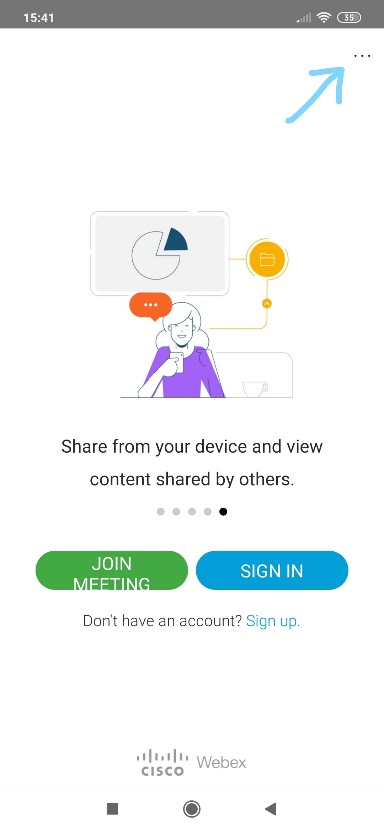 15:41
35
...
Share from your device and view
content shared by others.
JOIN
MEETING
SIGN IN
Don't have an account? Sign up.
CISCO Webex